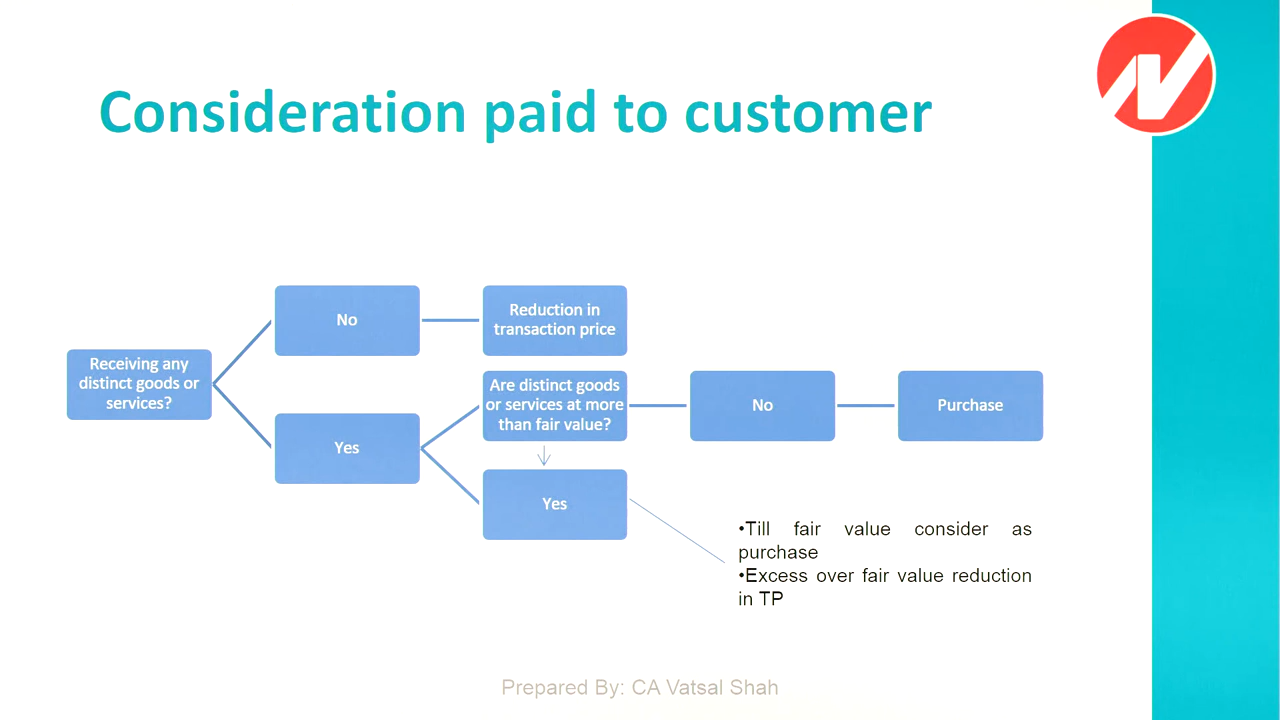 Consideration paid to customer
No
Reduction in
transaction price
Receiving any
distinct goods or
services?
Are distinct goods
or services at more
than fair value?
No
Purchase
Yes
Yes
•Till fair value consider as
purchase
•Excess over fair value reduction
in TP
Prepared By: CA Vatsal Shah